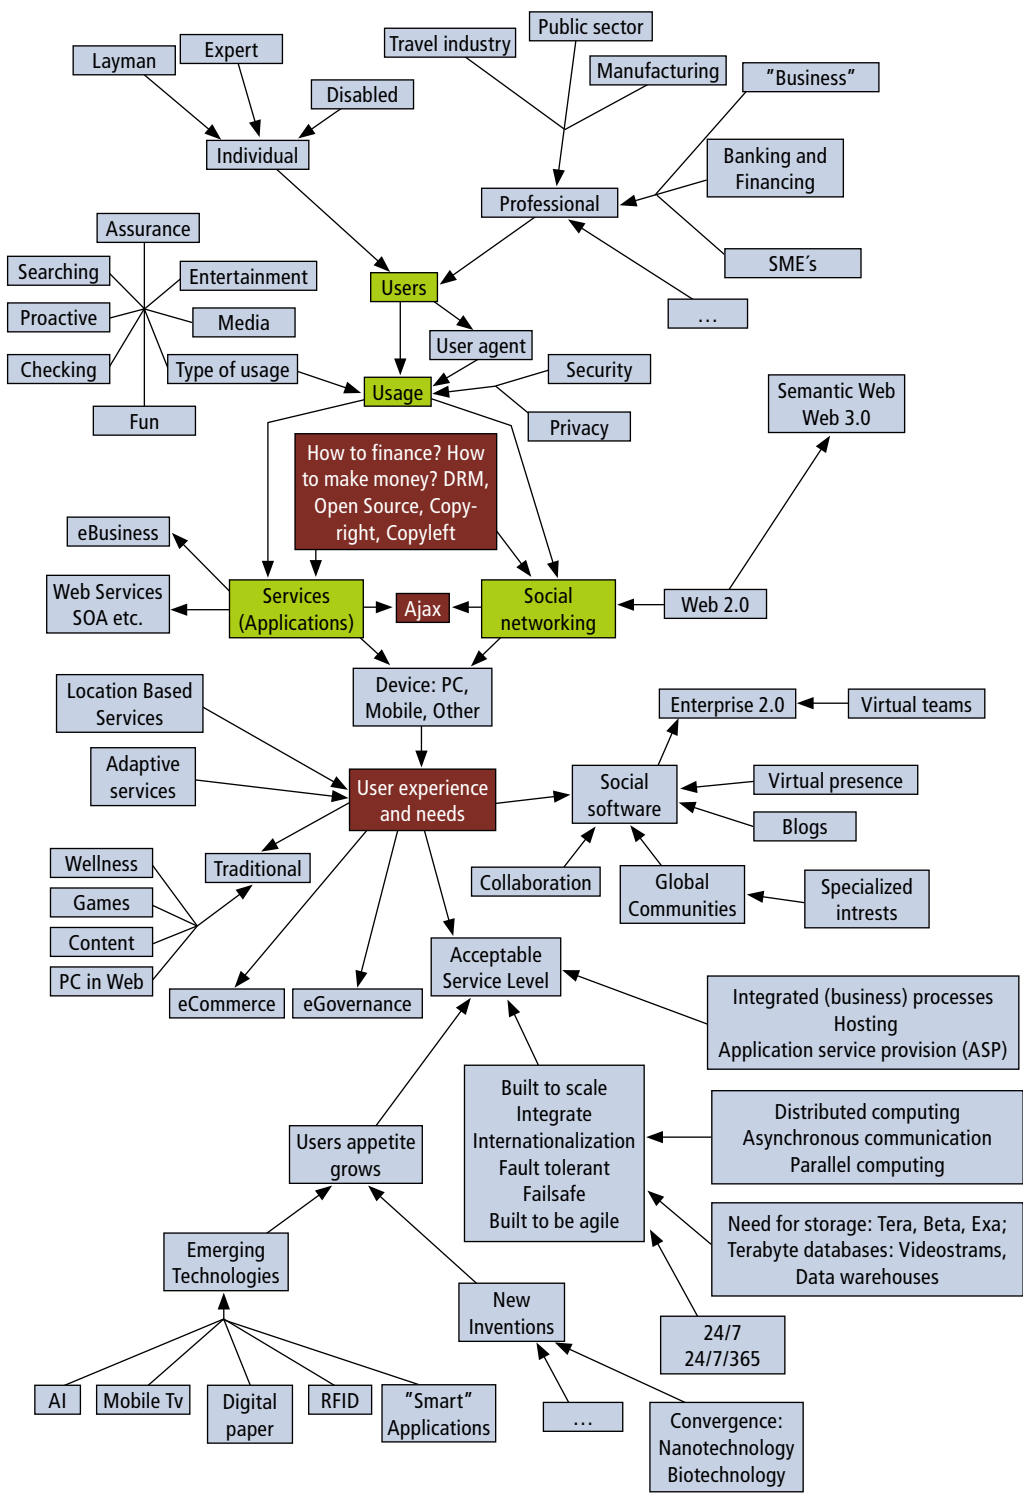 Public sector
Travel industry
Expert
Layman
Manufacturing
"Business"
Disabled
Individual
Banking and
Financing
Professional
Assurance
SME´s
Searching
Entertainment
Users
Proactive
Media
...
User agent
Checking
Type of usage
Security
Usage
Semantic Web
Web 3.0
Fun
Privacy
How to finance? How
to make money? DRM,
Open Source, Copy-
right, Copyleft
eBusiness
Web Services
SOA etc.
Services
(Applications)
Ajax
Social
networking
Web 2.0
Location Based
Services
Device: PC,
Mobile, Other
Enterprise 2.0
Virtual teams
Adaptive
services
User experience
and needs
Social
software
Virtual presence
Blogs
Wellness
Traditional
Collaboration
Global
Communities
Specialized
intrests
Games
Content
PC in Web
eCommerce
eGovernance
Acceptable
Service Level
Integrated (business) processes
Hosting
Application service provision (ASP)
Built to scale
Integrate
Internationalization
Fault tolerant
Failsafe
Built to be agile
Distributed computing
Asynchronous communication
Parallel computing
Users appetite
grows
Need for storage: Tera, Beta, Exa;
Terabyte databases: Videostrams,
Data warehouses
Emerging
Technologies
New
Inventions
24/7
24/7/365
AI
Mobile Tv
Digital
paper
RFID
"Smart"
Applications
...
Convergence:
Nanotechnology
Biotechnology